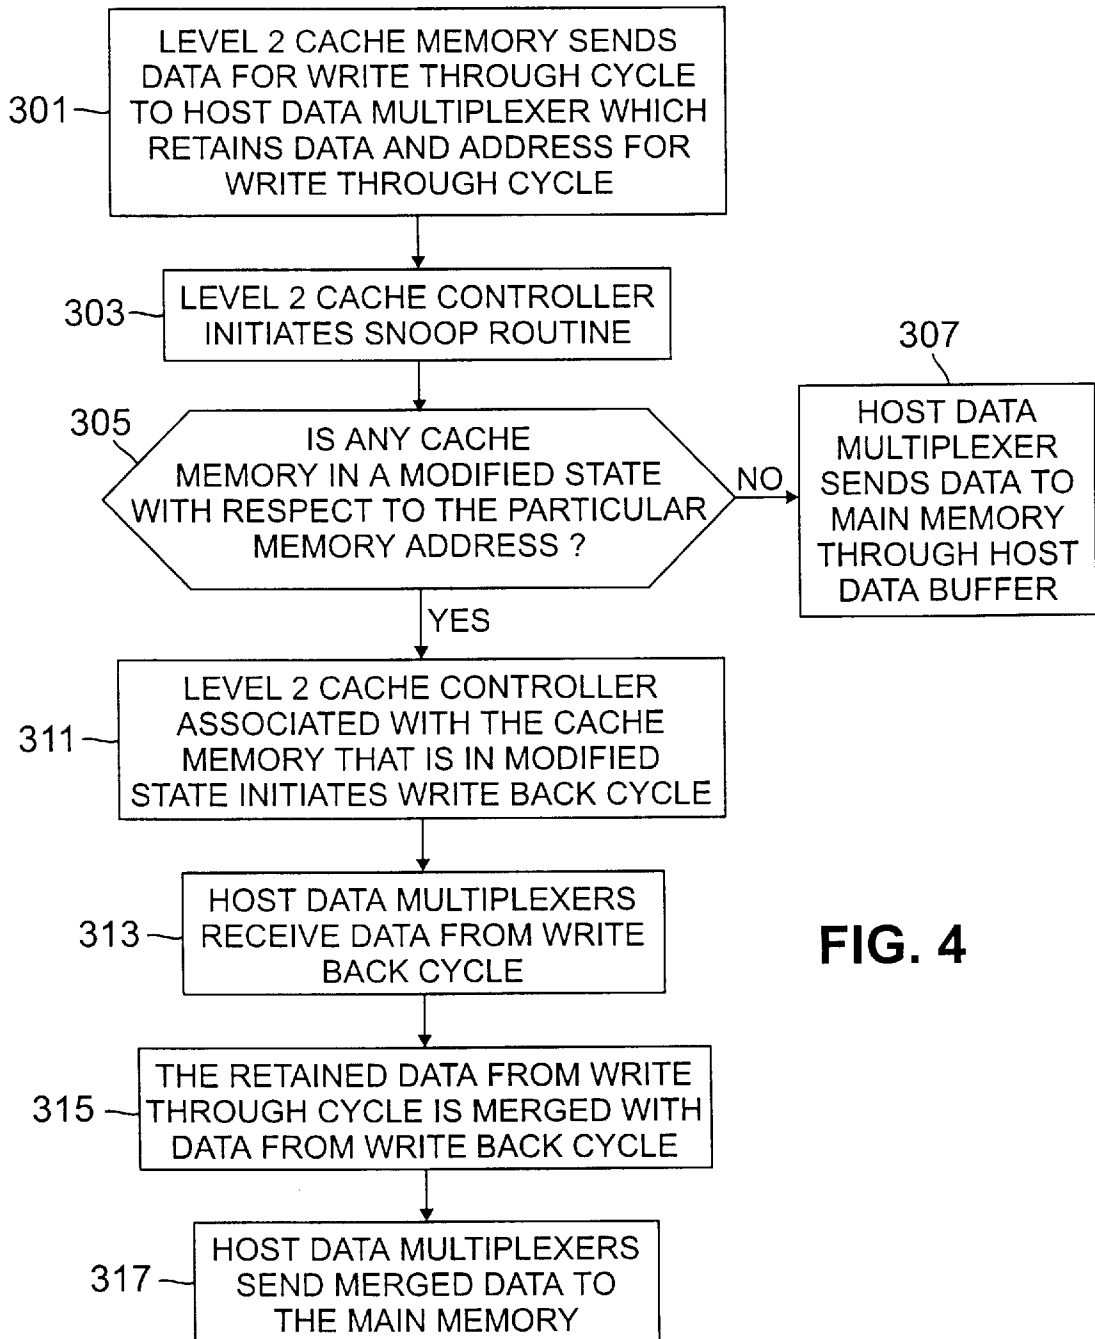 301
LEVEL 2 CACHE MEMORY SENDS
DATA FOR WRITE THROUGH CYCLE
TO HOST DATA MULTIPLEXER WHICH
RETAINS DATA AND ADDRESS FOR
WRITE THROUGH CYCLE
303
LEVEL 2 CACHE CONTROLLER
INITIATES SNOOP ROUTINE
305
IS ANY CACHE
MEMORY IN A MODIFIED STATE
WITH RESPECT TO THE PARTICULAR
MEMORY ADDRESS ?
NO
307
HOST DATA
MULTIPLEXER
SENDS DATA TO
MAIN MEMORY
THROUGH HOST
DATA BUFFER
YES
311
LEVEL 2 CACHE CONTROLLER
ASSOCIATED WITH THE CACHE
MEMORY THAT IS IN MODIFIED
STATE INITIATES WRITE BACK CYCLE
313
HOST DATA MULTIPLEXERS
RECEIVE DATA FROM WRITE
BACK CYCLE
FIG. 4
315
THE RETAINED DATA FROM WRITE
THROUGH CYCLE IS MERGED WITH
DATA FROM WRITE BACK CYCLE
317
HOST DATA MULTIPLEXERS
SEND MERGED DATA TO
THE MAIN MEMORY